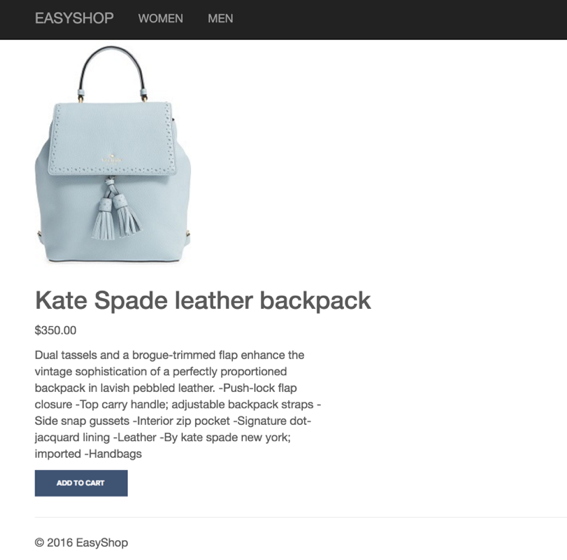 EASYSHOP WOMEN MEN
Kate Spade leather backpack
$350.00
Dual tassels and a brogue-trimmed flap enhance the
vintage sophistication of a perfectly proportioned
backpack in lavish pebbled leather. -Push-lock flap
closure -Top carry handle; adjustable backpack straps -
Side snap gussets -Interior zip pocket -Signature dot-
jacquard lining -Leather -By kate spade new york;
imported -Handbags
ADD TO CART
© 2016 EasyShop